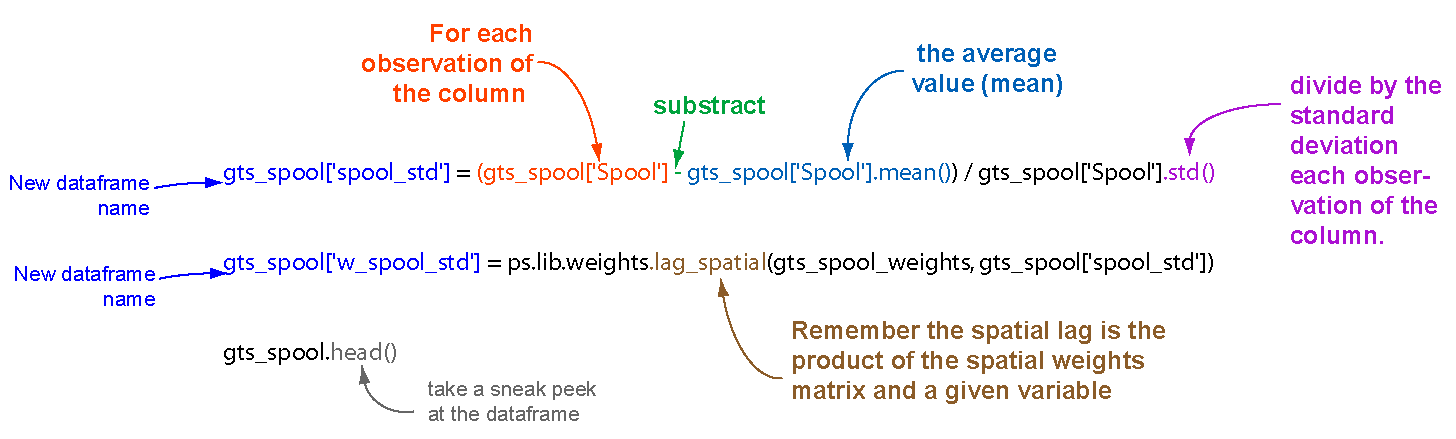 For each
observation of
the column
substract
the average
value (mean)
divide by the
standard
deviation
each obser-
vation of the
column.
New dataframe
name
gts_spool['spool_std'] = (gts_spool['Spool'] - gts_spool['Spool'].mean()) / gts_spool['Spool'].std()
New dataframe
name
gts_spool['w_spool_std'] = ps.lib.weights.lag_spatial(gts_spool_weights, gts_spool['spool_std'])
Remember the spatial lag is the
product of the spatial weights
matrix and a given variable
gts_spool.head()
take a sneak peek
at the dataframe